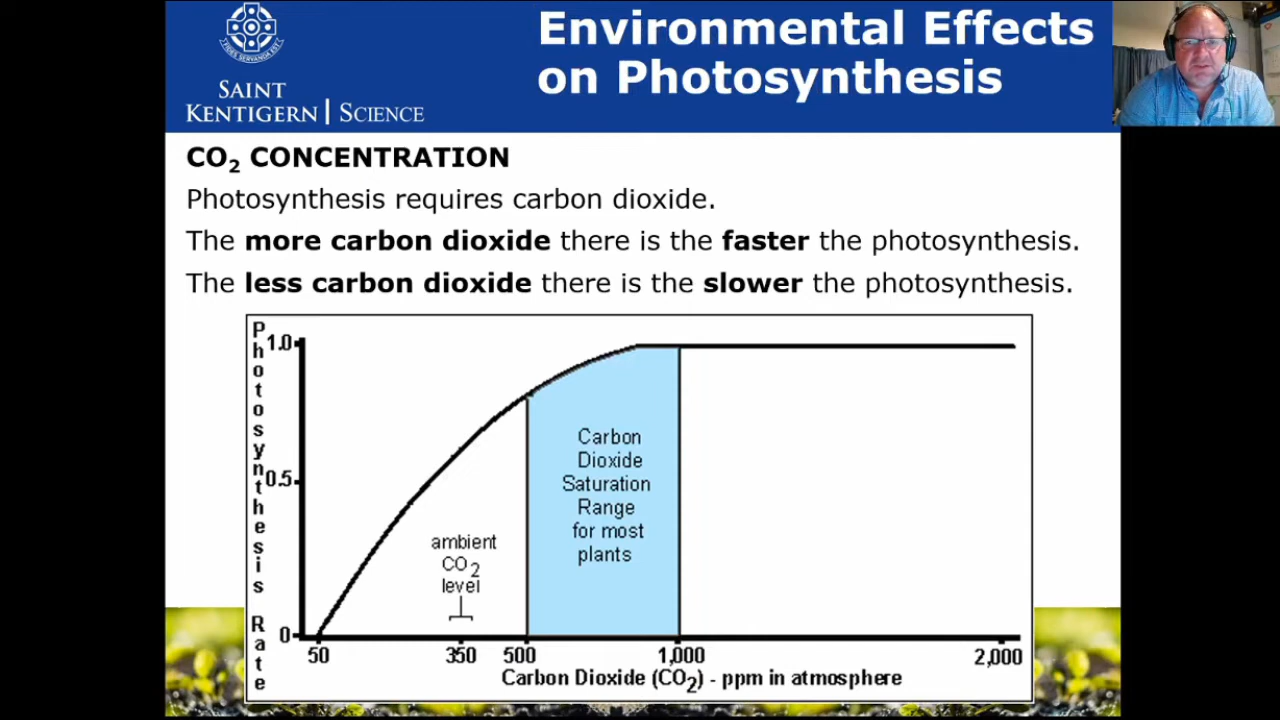 Environmental Effects
on Photosynthesis
FIDES SERVANDA EST
SAINT
KENTIGERN | SCIENCE
CO₂ CONCENTRATION
Photosynthesis requires carbon dioxide.
The more carbon dioxide there is the faster the photosynthesis.
The less carbon dioxide there is the slower the photosynthesis.
Photosynthesis Rate
1.0
0.5
0
Carbon
Dioxide
Saturation
Range
for most
plants
ambient
CO₂
level
50 350 500 1,000 2,000
Carbon Dioxide (CO₂) - ppm in atmosphere